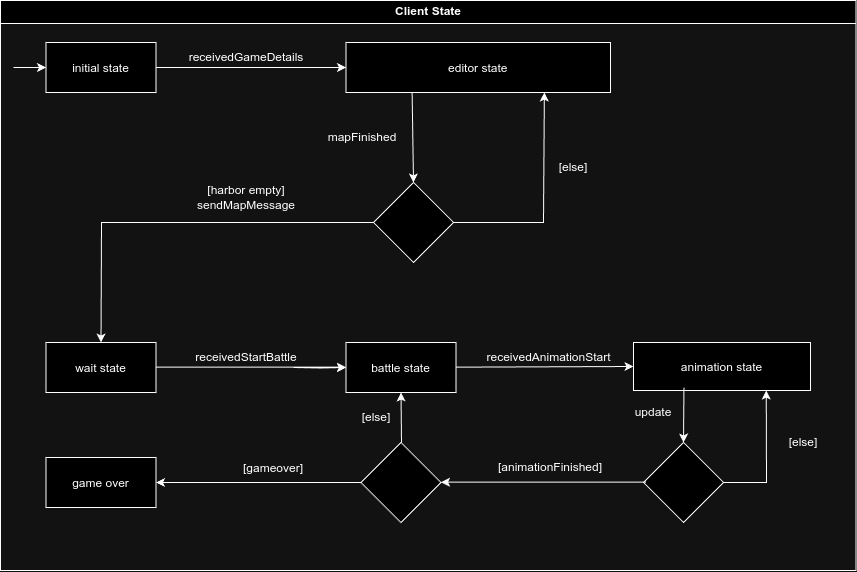 Client State
initial state
receivedGameDetails
editor state
mapFinished
[else]
[harbor empty]
sendMapMessage
wait state
receivedStartBattle
battle state
receivedAnimationStart
animation state
[else]
update
[else]
game over
[gameover]
[animationFinished]